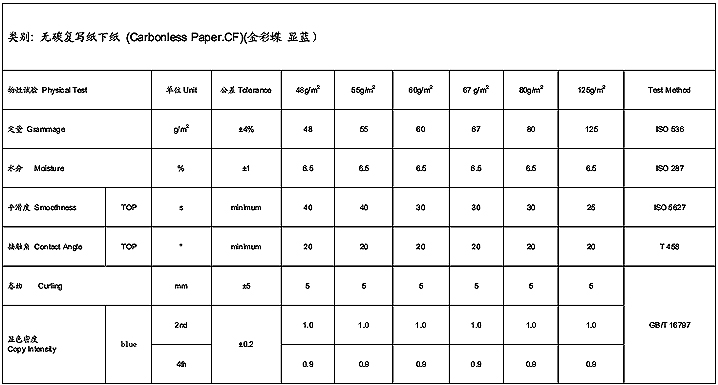 类别: 无碳复写纸下纸 (Carbonless Paper.CF)(金彩蝶 显蓝)
物性试验 Physical Test 单位 Unit 公差 Tolerance 48g/m² 55g/m² 60g/m² 67 g/m² 80g/m² 125g/m² Test Method
定量 Grammage g/m² ±4% 48 55 60 67 80 125 ISO 536
水分 Moisture % ±1 6.5 6.5 6.5 6.5 6.5 6.5 ISO 287
平滑度 Smoothness TOP s minimum 40 40 30 30 30 25 ISO 5627
接触角 Contact Angle TOP ° minimum 20 20 20 20 20 20 T 458
卷曲 Curling mm ±5 5 5 5 5 5 5 GB/T 16797
显色密度 Copy Intensity blue 2nd ±0.2 1.0 1.0 1.0 1.0 1.0 1.0
4th 0.9 0.9 0.9 0.9 0.9 0.9